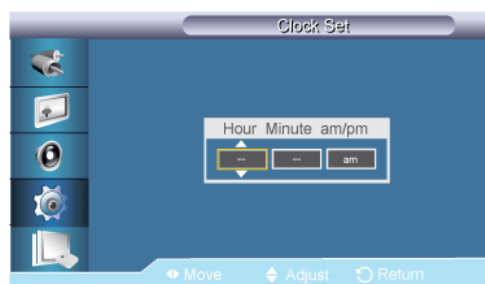 Clock Set
Hour Minute am/pm
-- -- am
Move Adjust Return